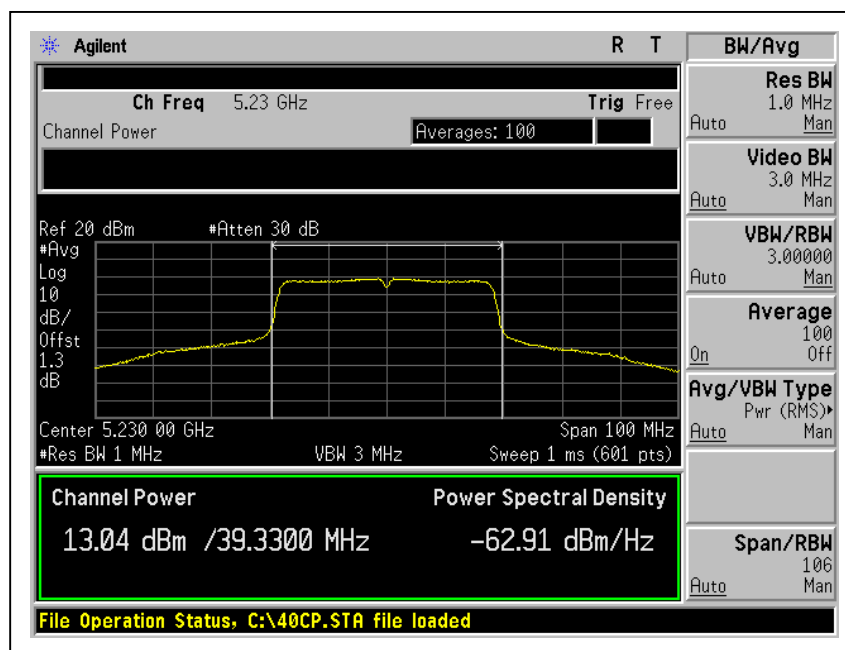 Agilent R T
Ch Freq 5.23 GHz Trig Free
Channel Power Averages: 100
Ref 20 dBm #Atten 30 dB
#Avg
Log
10
dB/
Offst
1.3
dB
Center 5.230 00 GHz Span 100 MHz
#Res BW 1 MHz VBW 3 MHz Sweep 1 ms (601 pts)
Channel Power Power Spectral Density
13.04 dBm /39.3300 MHz -62.91 dBm/Hz
File Operation Status, C:\40CP.STA file loaded
BW/Avg
Res BW
1.0 MHz
Auto Man
Video BW
3.0 MHz
Auto Man
VBW/RBW
3.00000
Auto Man
Average
100
On Off
Avg/VBW Type
Pwr (RMS)▸
Auto Man
Span/RBW
106
Auto Man